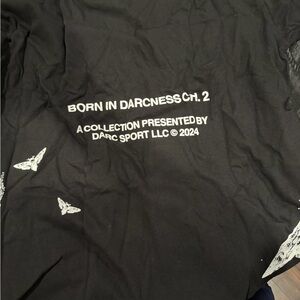 BORN IN DARCNESS CH. 2
A COLLECTION PRESENTED BY
DARC SPORT LLC © 2024